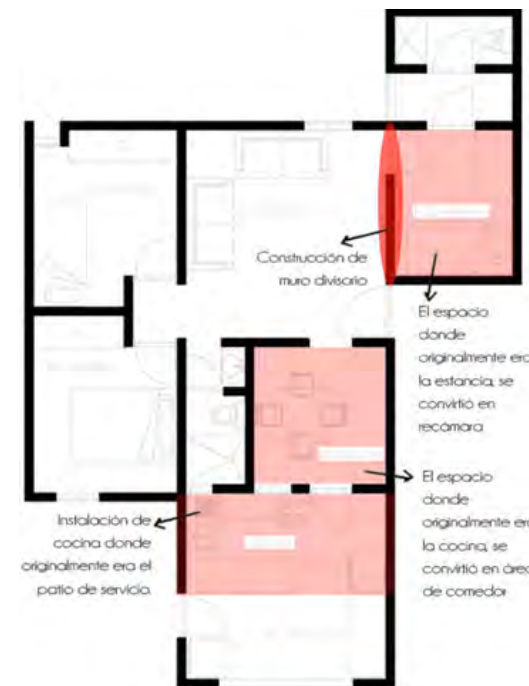 Construcción de
muro divisorio
El espacio
donde
originalmente era
la estancia, se
convirtió en
recámara
El espacio
donde
originalmente era
la cocina, se
convirtió en área
de comedor
Instalación de
cocina donde
originalmente era el
patio de servicio.